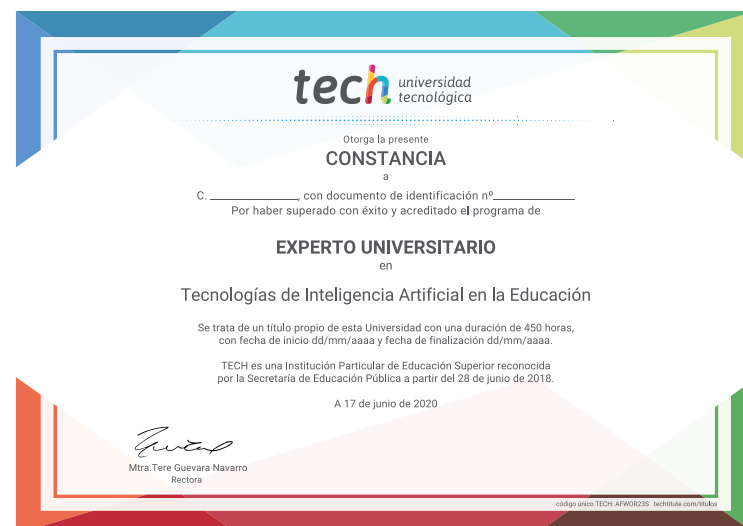 tech universidad
tecnológica
Otorga la presente
CONSTANCIA
a
C. ____________, con documento de identificación nº___________
Por haber superado con éxito y acreditado el programa de
EXPERTO UNIVERSITARIO
en
Tecnologías de Inteligencia Artificial en la Educación
Se trata de un título propio de esta Universidad con una duración de 450 horas,
con fecha de inicio dd/mm/aaaa y fecha de finalización dd/mm/aaaa.
TECH es una Institución Particular de Educación Superior reconocida
por la Secretaría de Educación Pública a partir del 28 de junio de 2018.
A 17 de junio de 2020
Mtra.Tere Guevara Navarro
Rectora
código único TECH: AFWOR23S techtitute.com/titulos